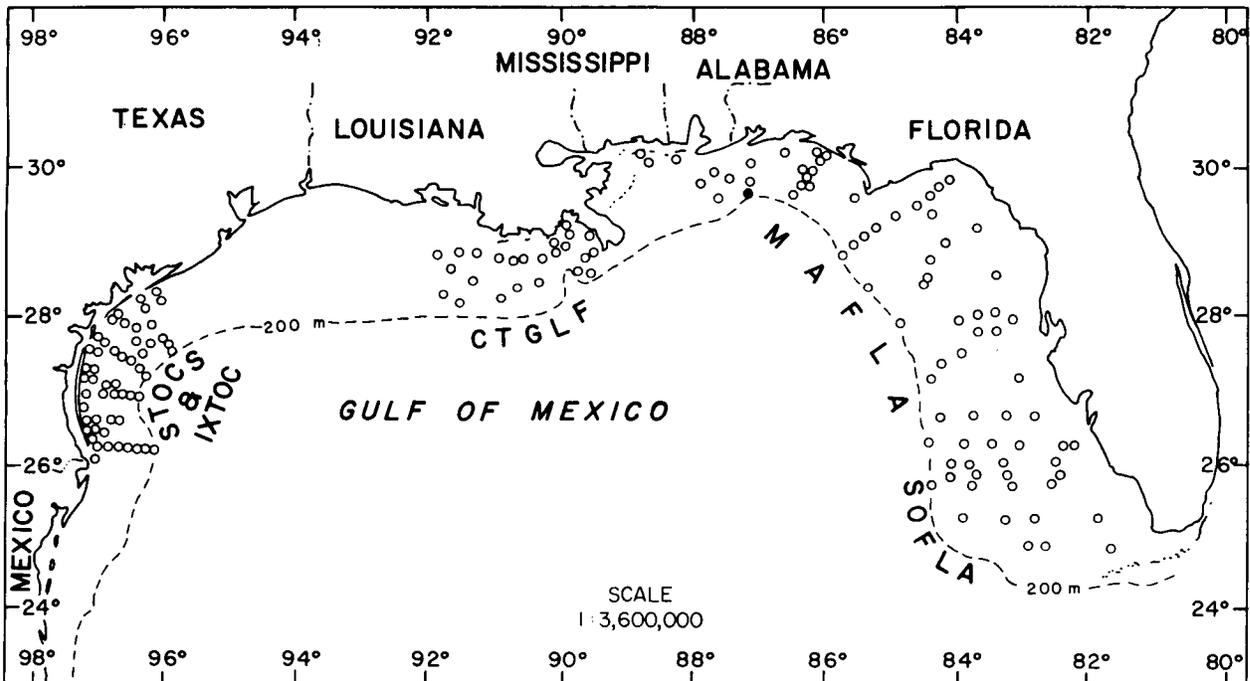 98° 96° 94° 92° 90° 88° 86° 84° 82° 80°
MISSISSIPPI
ALABAMA
TEXAS
LOUISIANA
FLORIDA
30° 30°
MAFLA
28° 28°
200 m
CTGLF
STOCS
&
IXTOC
GULF OF MEXICO
26° 26°
SOFLA
MEXICO
SCALE
1:3,600,000
200 m
24° 24°
98° 96° 94° 92° 90° 88° 86° 84° 82° 80°